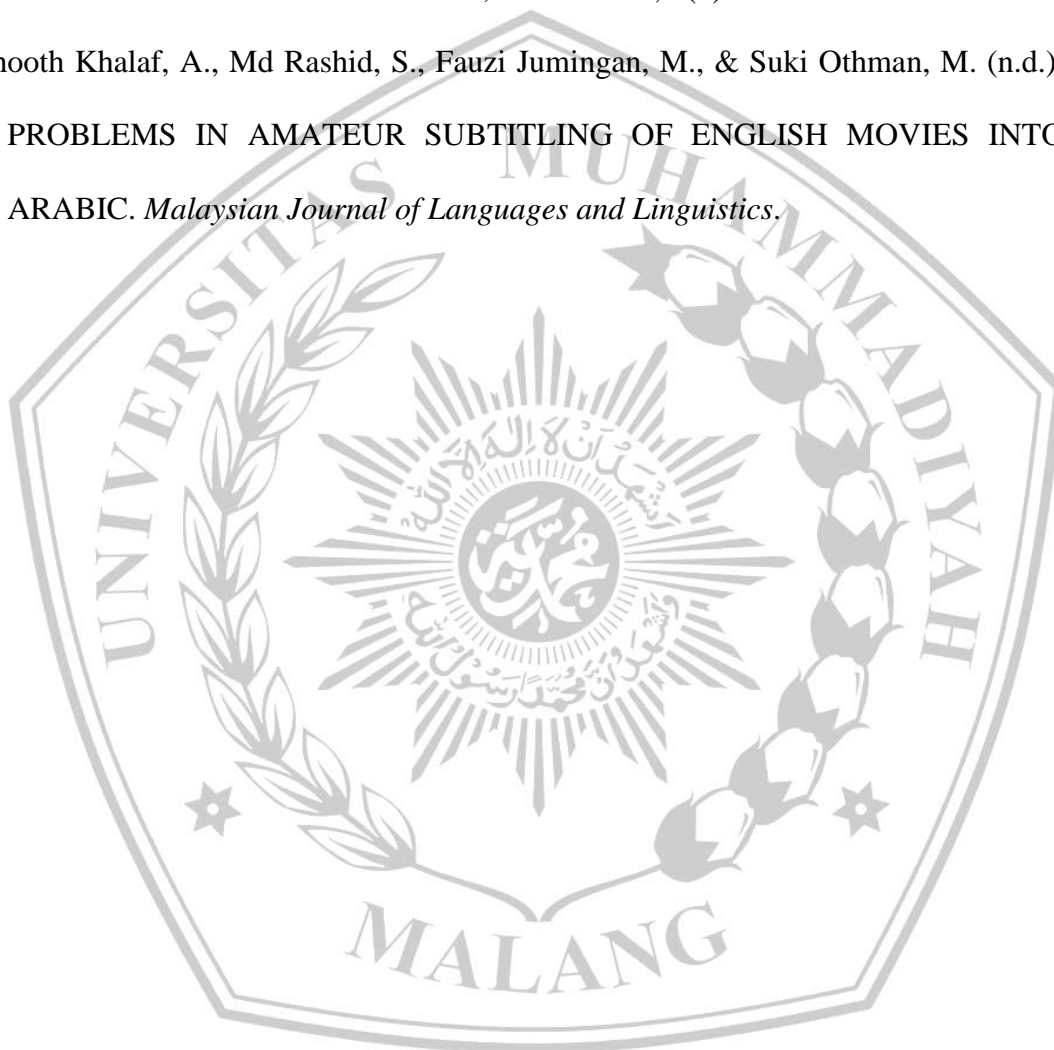 nooth Khalaf, A., Md Rashid, S., Fauzi Jumingan, M., & Suki Othman, M. (n.d.)
PROBLEMS IN AMATEUR SUBTITLING OF ENGLISH MOVIES INTO
ARABIC. Malaysian Journal of Languages and Linguistics.
UNIVERSITAS MUHAMMADIYAH
MALANG